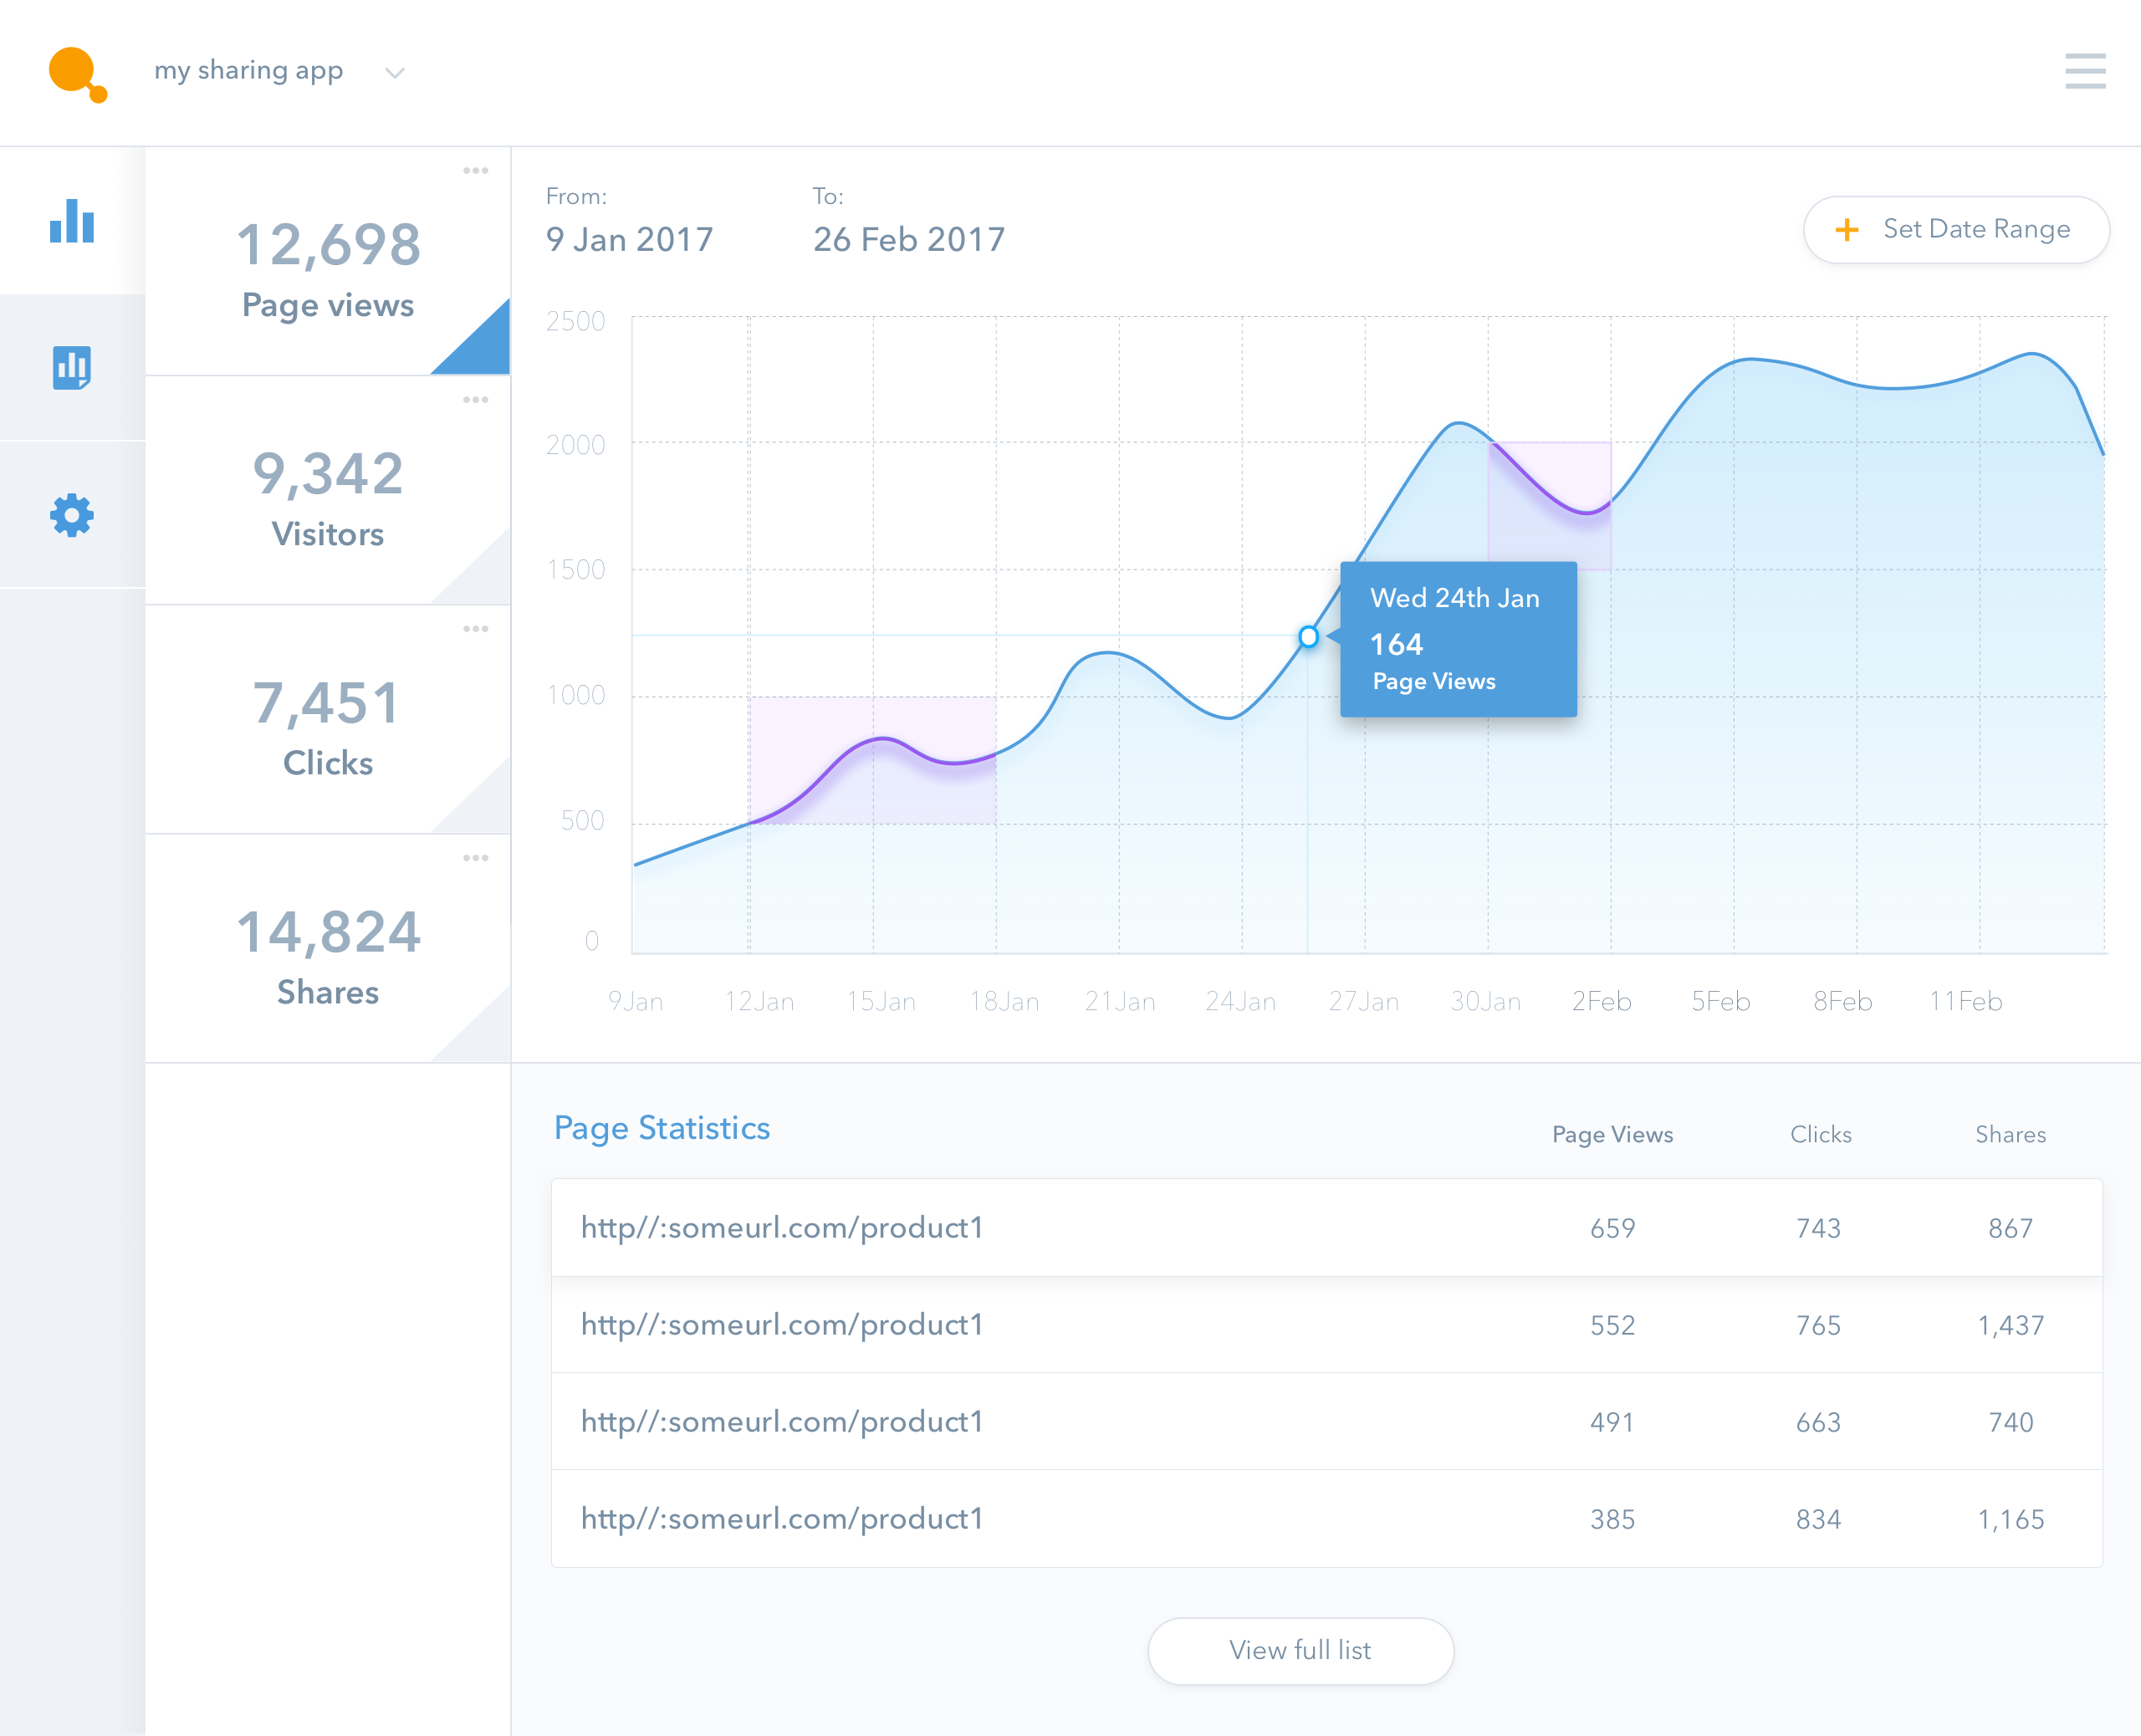 my sharing app
12,698
Page views
9,342
Visitors
7,451
Clicks
14,824
Shares
From: To:
9 Jan 2017 26 Feb 2017
Set Date Range
2500
2000
1500
1000
500
0
Wed 24th Jan
164
Page Views
9Jan 12Jan 15Jan 18Jan 21Jan 24Jan 27Jan 30Jan 2Feb 5Feb 8Feb 11Feb
Page Statistics Page Views Clicks Shares
http//:someurl.com/product1 659 743 867
http//:someurl.com/product1 552 765 1,437
http//:someurl.com/product1 491 663 740
http//:someurl.com/product1 385 834 1,165
View full list